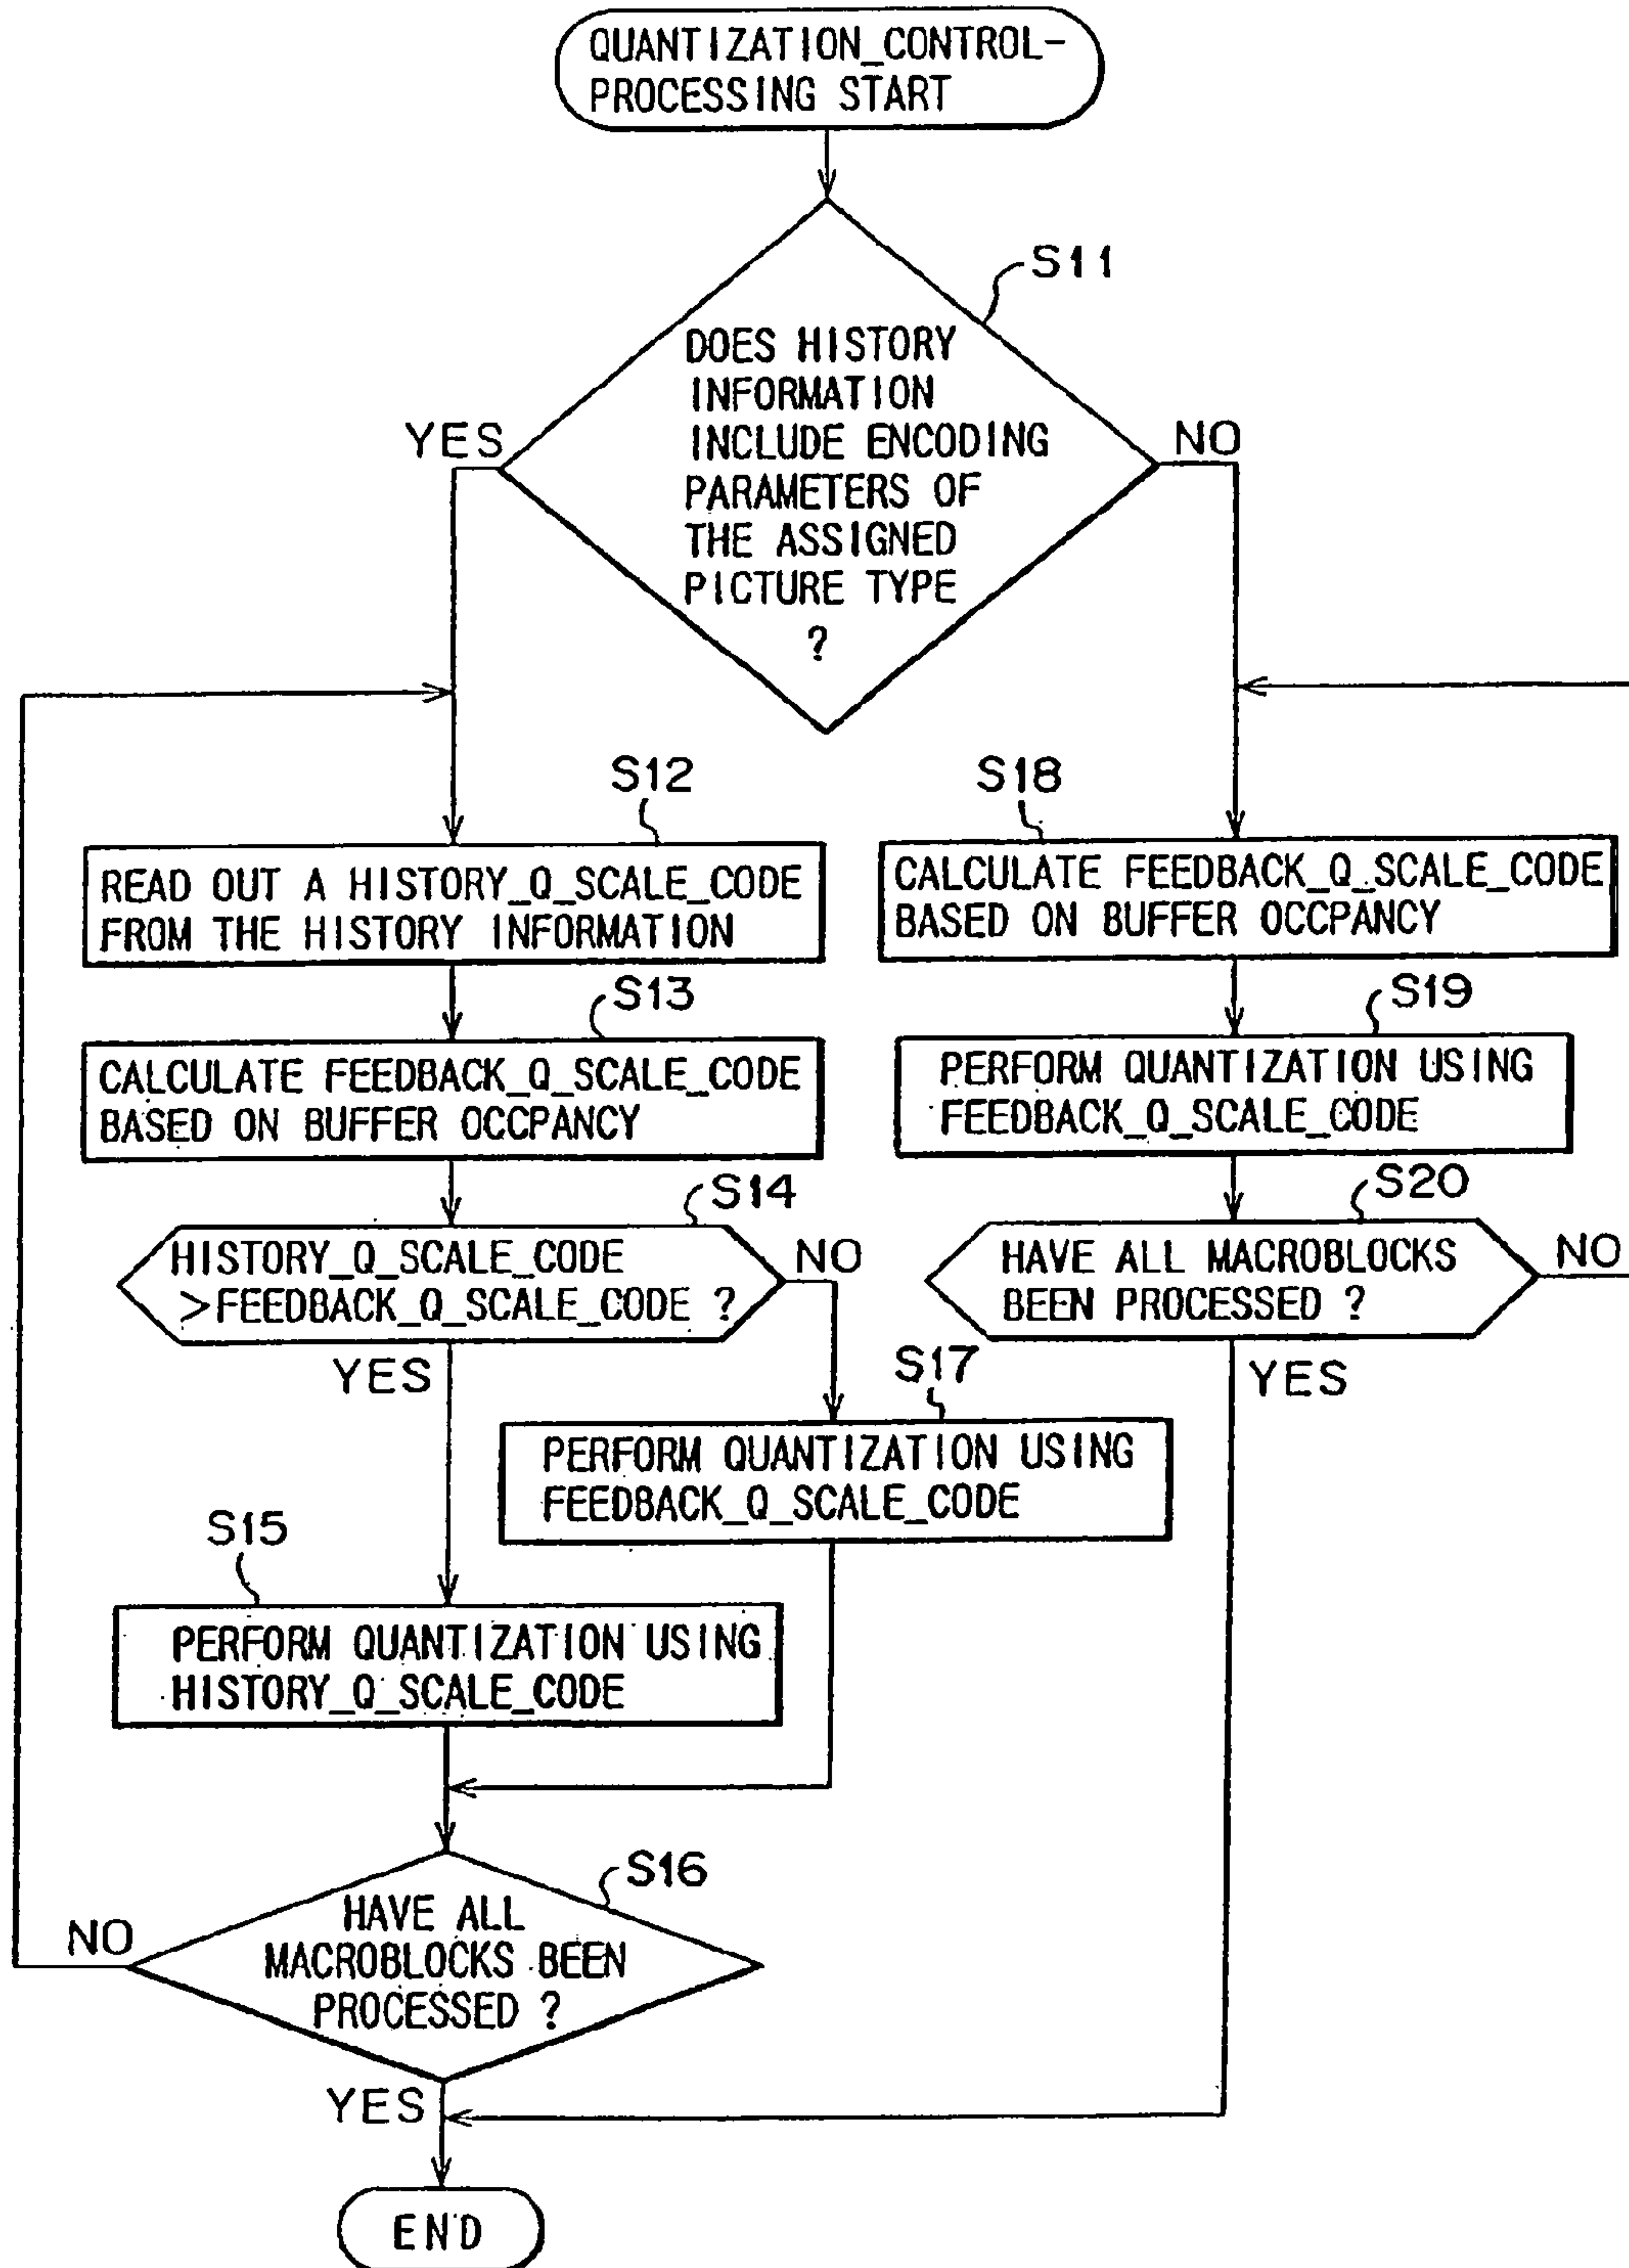 QUANTIZATION_CONTROL-
PROCESSING START
S11
DOES HISTORY
INFORMATION
INCLUDE ENCODING
PARAMETERS OF
THE ASSIGNED
PICTURE TYPE
?
YES
NO
S12
READ OUT A HISTORY_Q_SCALE_CODE
FROM THE HISTORY INFORMATION
S18
CALCULATE FEEDBACK_Q_SCALE_CODE
BASED ON BUFFER OCCPANCY
S13
CALCULATE FEEDBACK_Q_SCALE_CODE
BASED ON BUFFER OCCPANCY
S19
PERFORM QUANTIZATION USING
FEEDBACK_Q_SCALE_CODE
S14
HISTORY_Q_SCALE_CODE
>FEEDBACK_Q_SCALE_CODE ?
NO
YES
S20
HAVE ALL MACROBLOCKS
BEEN PROCESSED ?
NO
YES
S17
PERFORM QUANTIZATION USING
FEEDBACK_Q_SCALE_CODE
S15
PERFORM QUANTIZATION USING
HISTORY_Q_SCALE_CODE
S16
HAVE ALL
MACROBLOCKS BEEN
PROCESSED ?
NO
YES
END